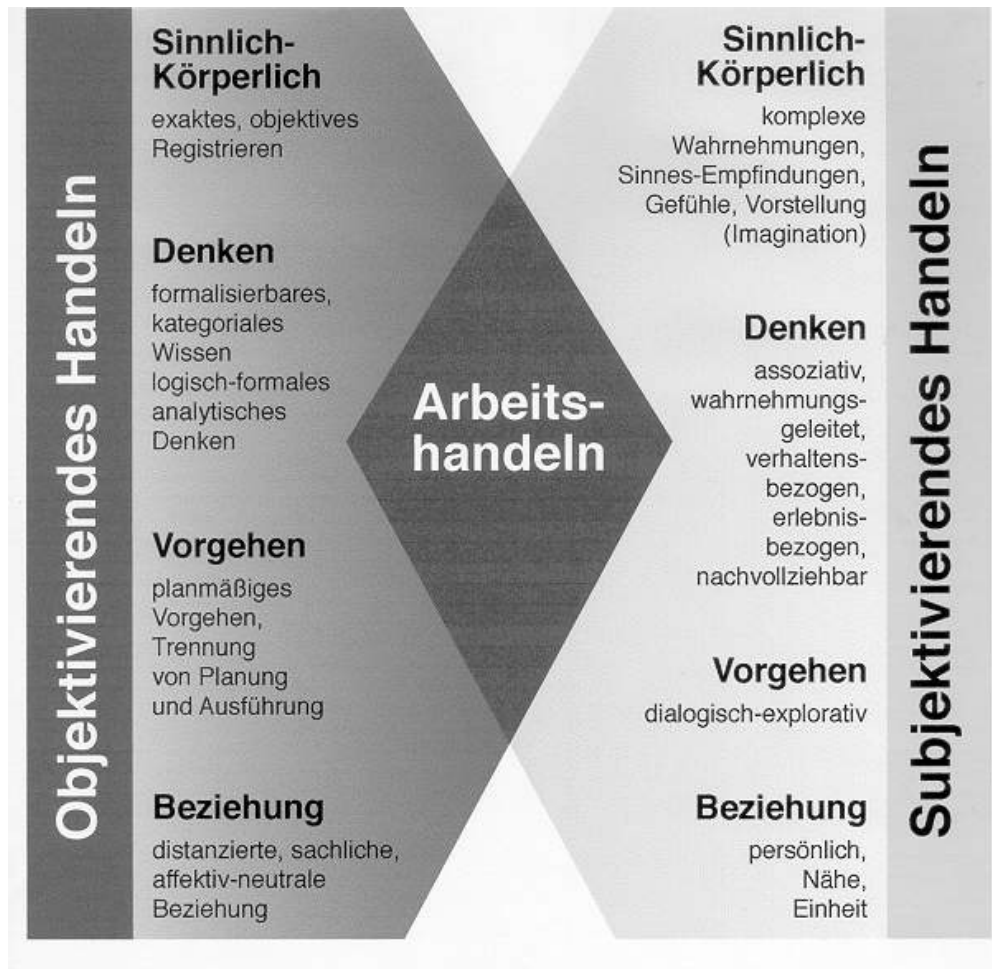 Objektivierendes Handeln
Sinnlich-
Körperlich
exaktes, objektives
Registrieren
Denken
formalisierbares,
kategoriales
Wissen
logisch-formales
analytisches
Denken
Vorgehen
planmäßiges
Vorgehen,
Trennung
von Planung
und Ausführung
Beziehung
distanzierte, sachliche,
affektiv-neutrale
Beziehung
Arbeits-
handeln
Sinnlich-
Körperlich
komplexe
Wahrnehmungen,
Sinnes-Empfindungen,
Gefühle, Vorstellung
(Imagination)
Denken
assoziativ,
wahrnehmungs-
geleitet,
verhaltens-
bezogen,
erlebnis-
bezogen,
nachvollziehbar
Vorgehen
dialogisch-explorativ
Beziehung
persönlich,
Nähe,
Einheit
Subjektivierendes Handeln